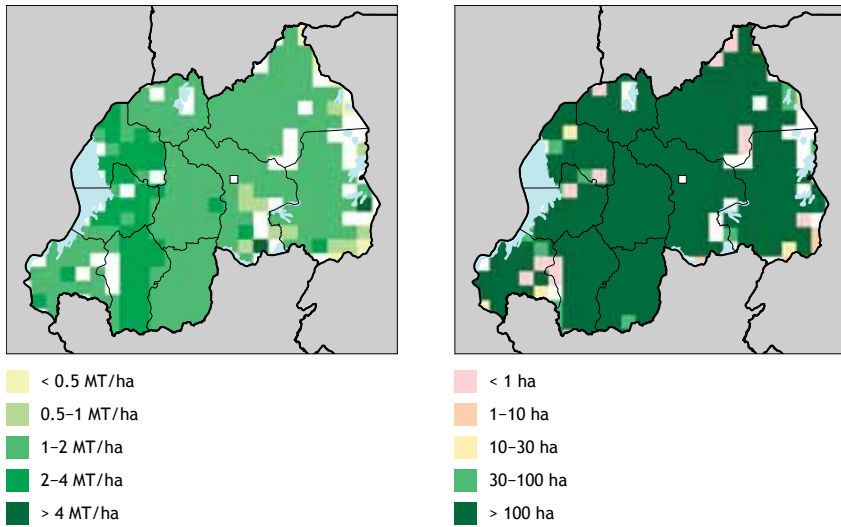 < 0.5 MT/ha
0.5–1 MT/ha
1–2 MT/ha
2–4 MT/ha
> 4 MT/ha
< 1 ha
1–10 ha
10–30 ha
30–100 ha
> 100 ha